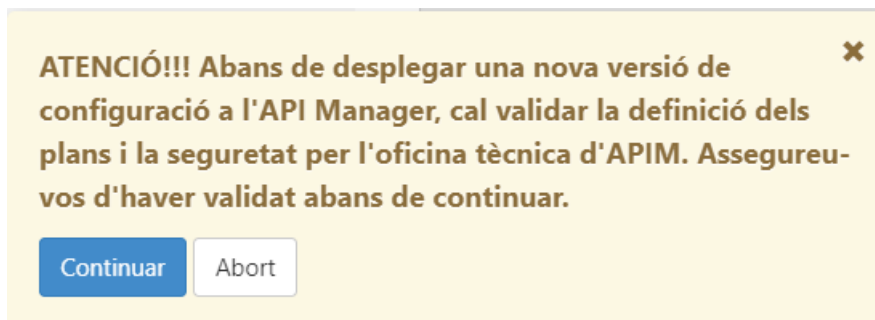 ATENCIÓ!!! Abans de desplegar una nova versió de
configuració a l'API Manager, cal validar la definició dels
plans i la seguretat per l'oficina tècnica d'APIM. Assegureu-
vos d'haver validat abans de continuar.
Continuar Abort